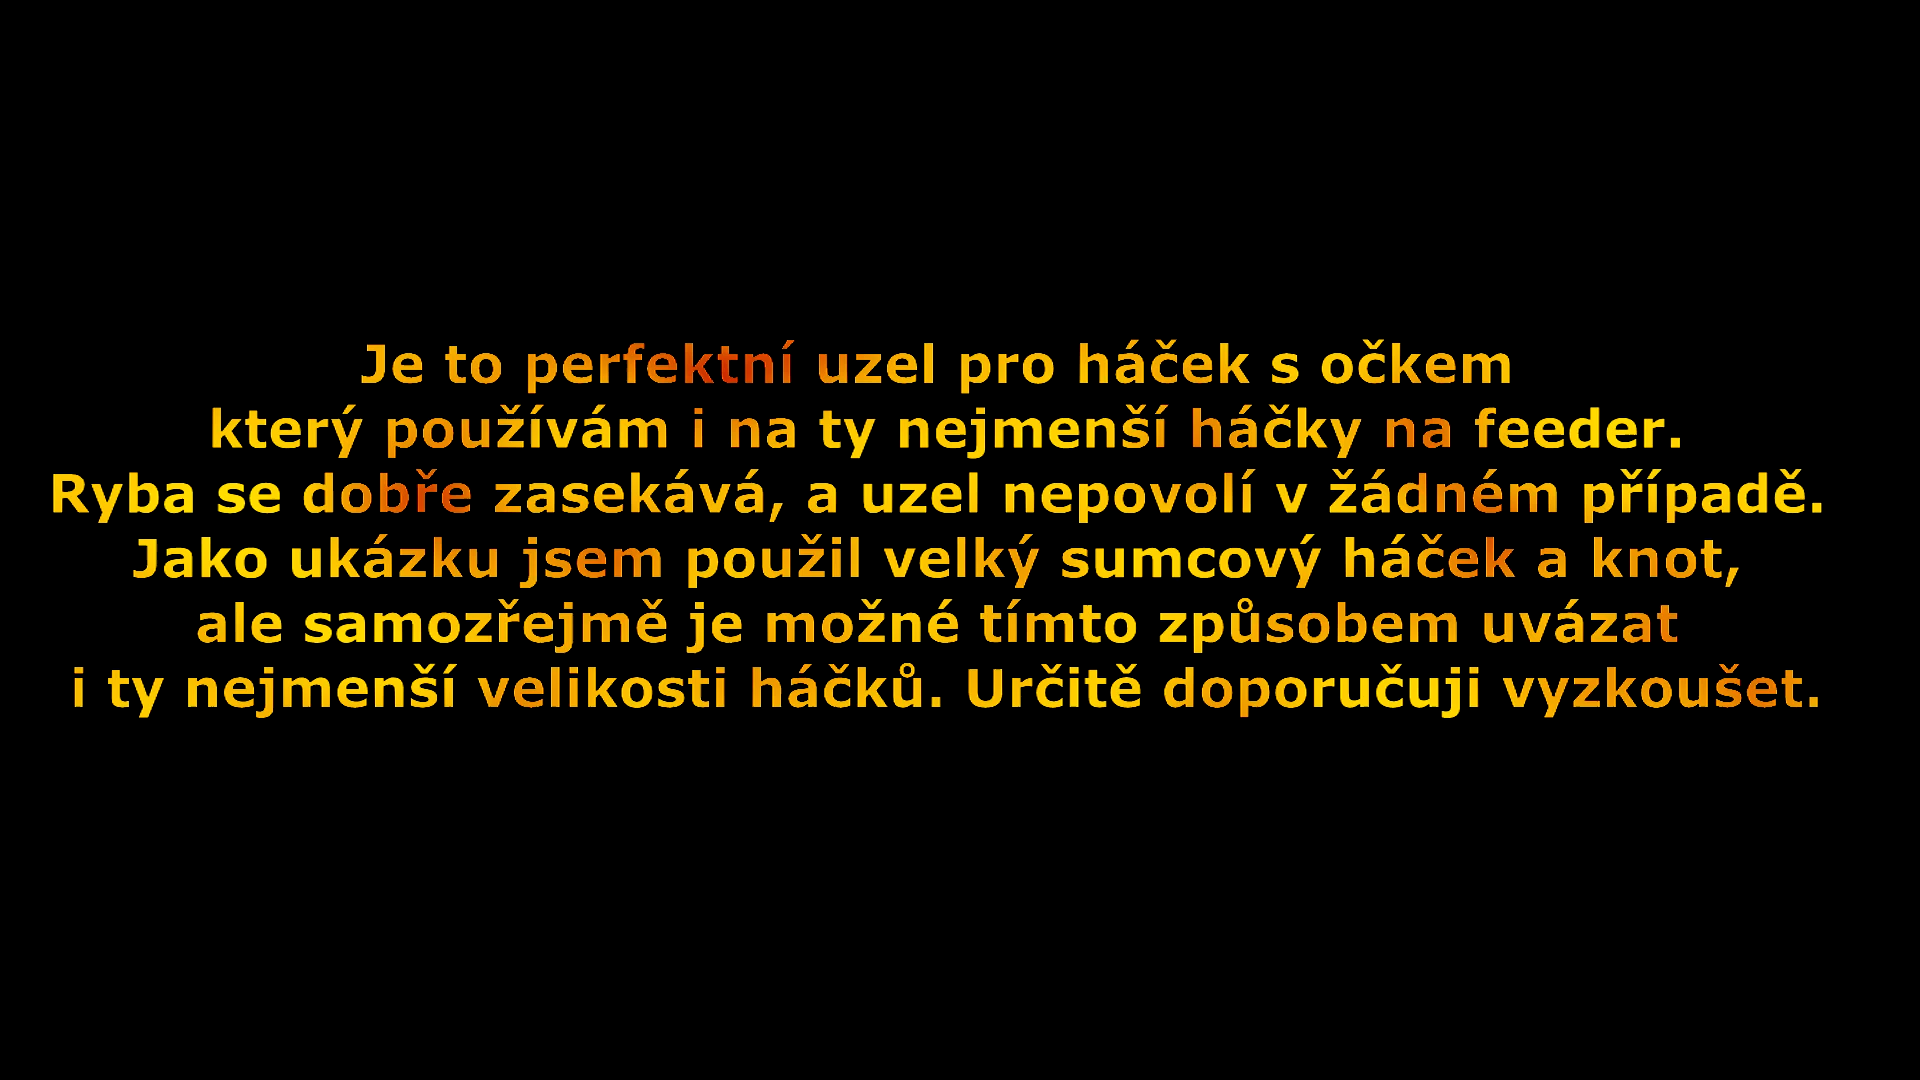 Je to perfektní uzel pro háček s očkem
který používám i na ty nejmenší háčky na feeder.
Ryba se dobře zasekává, a uzel nepovolí v žádném případě.
Jako ukázku jsem použil velký sumcový háček a knot,
ale samozřejmě je možné tímto způsobem uvázat
i ty nejmenší velikosti háčků. Určitě doporučuji vyzkoušet.